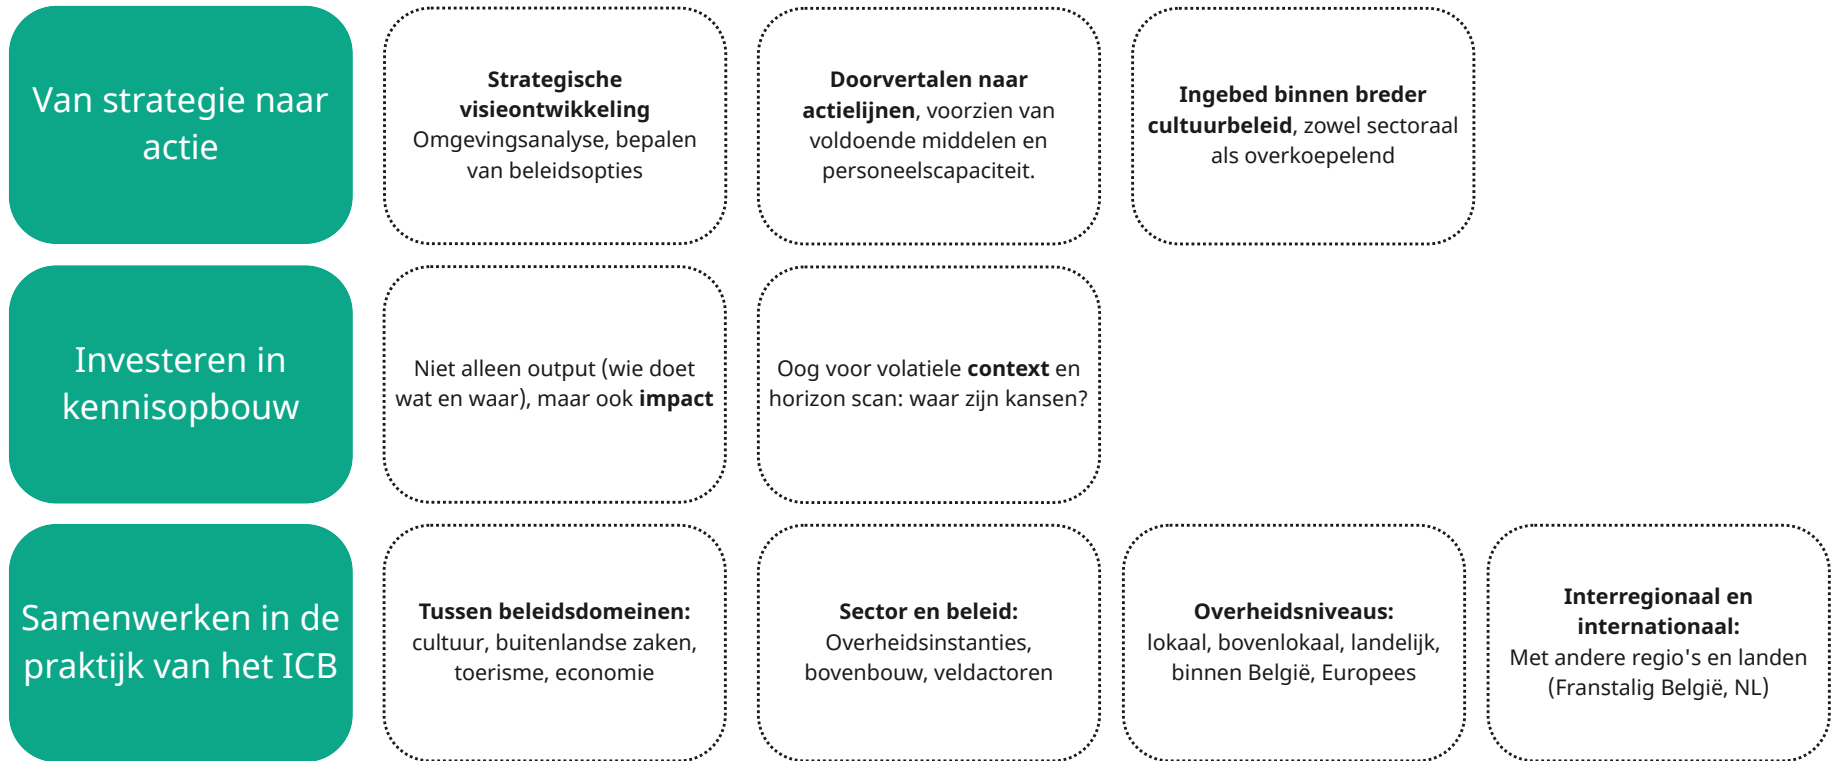 Van strategie naar
actie
Strategische
visieontwikkeling
Omgevingsanalyse, bepalen
van beleidsopties
Doorvertalen naar
actielijnen, voorzien van
voldoende middelen en
personeelscapaciteit.
Ingebed binnen breder
cultuurbeleid, zowel sectoraal
als overkoepelend
Investeren in
kennisopbouw
Niet alleen output (wie doet
wat en waar), maar ook impact
Oog voor volatiele context en
horizon scan: waar zijn kansen?
Samenwerken in de
praktijk van het ICB
Tussen beleidsdomeinen:
cultuur, buitenlandse zaken,
toerisme, economie
Sector en beleid:
Overheidsinstanties,
bovenbouw, veldactoren
Overheidsniveaus:
lokaal, bovenlokaal, landelijk,
binnen België, Europees
Interregionaal en
internationaal:
Met andere regio's en landen
(Franstalig België, NL)